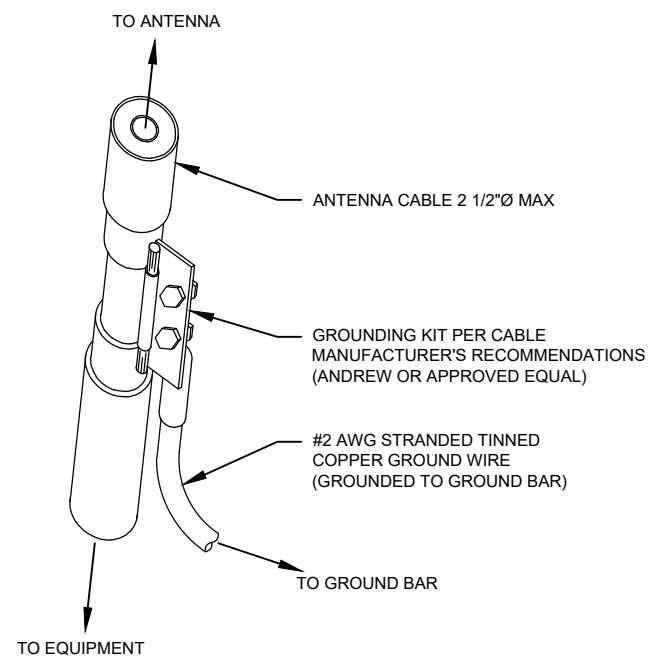 TO ANTENNA
ANTENNA CABLE 2 1/2"Ø MAX
GROUNDING KIT PER CABLE
MANUFACTURER'S RECOMMENDATIONS
(ANDREW OR APPROVED EQUAL)
#2 AWG STRANDED TINNED
COPPER GROUND WIRE
(GROUNDED TO GROUND BAR)
TO GROUND BAR
TO EQUIPMENT